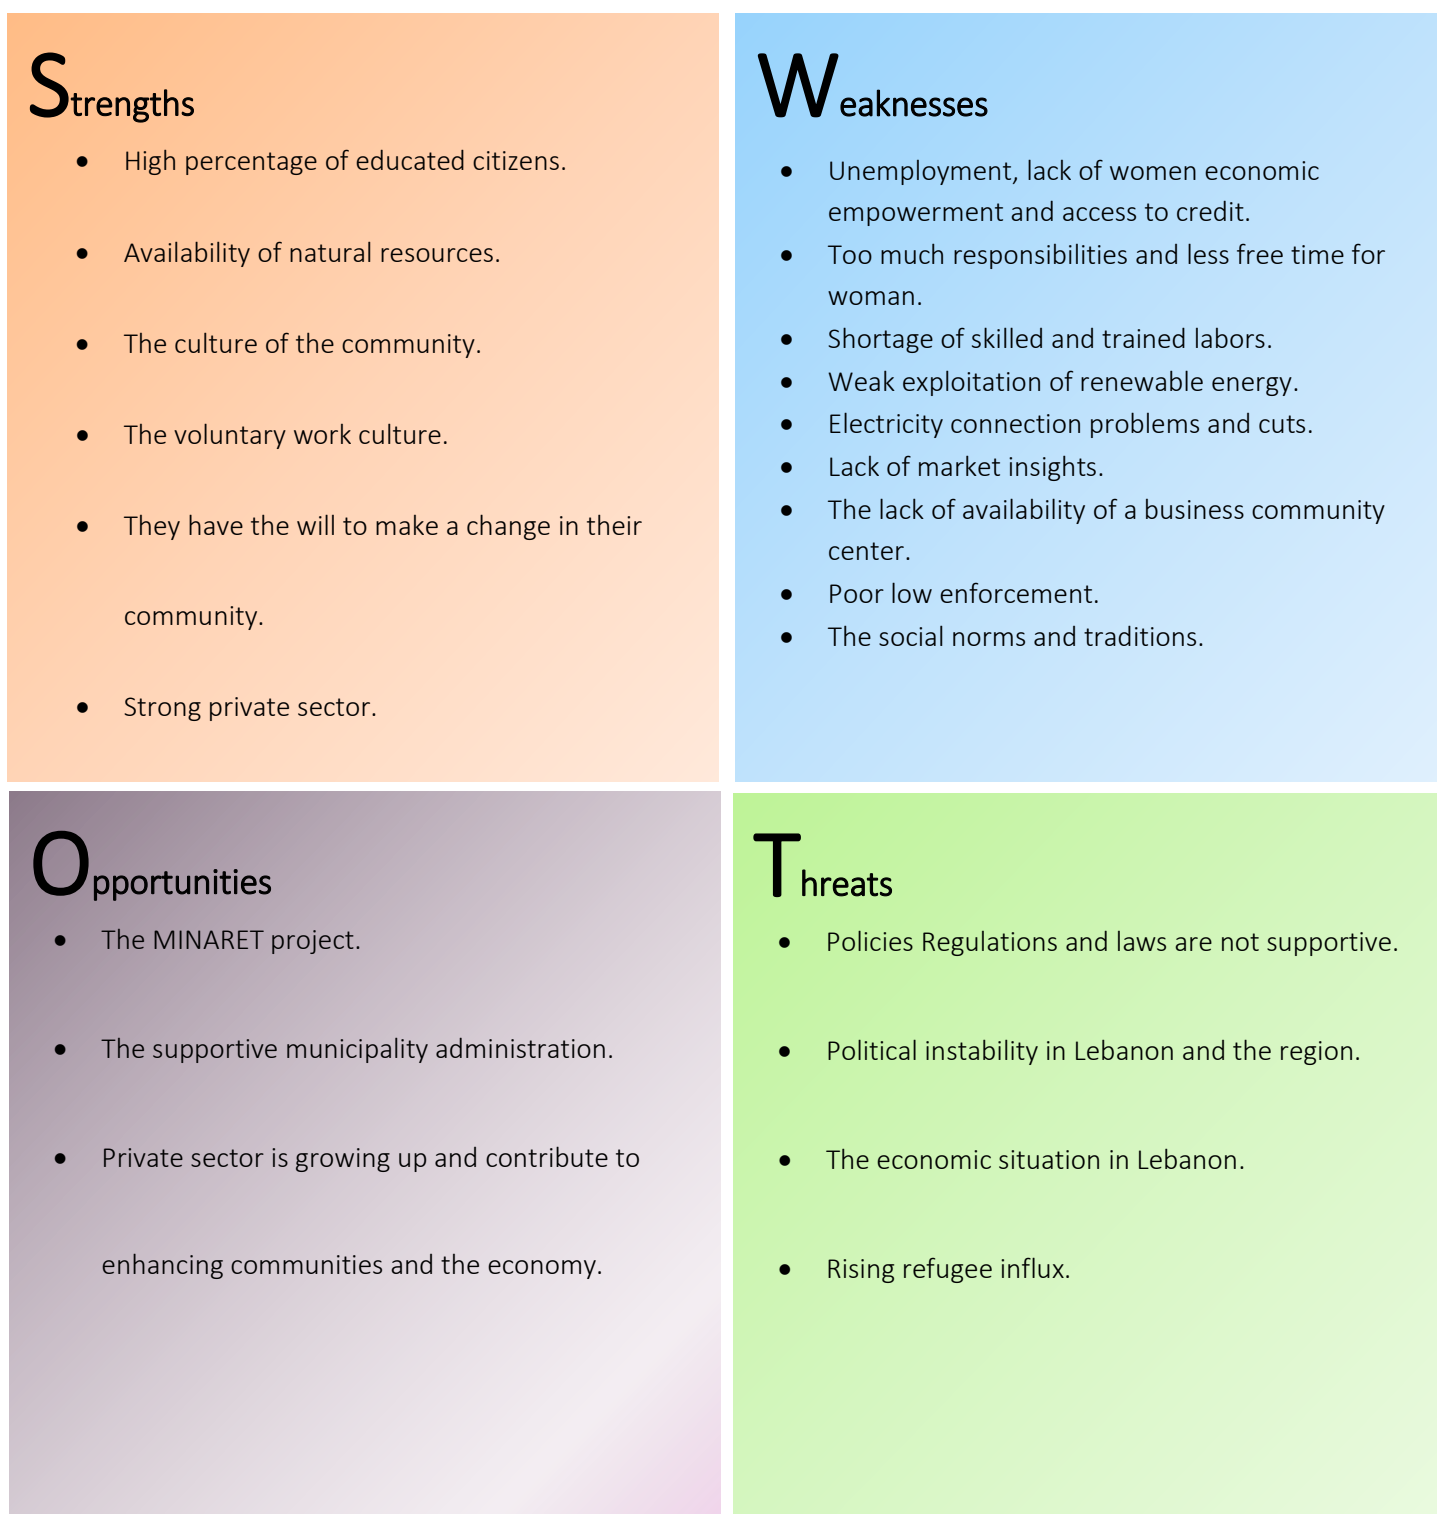 Strengths
• High percentage of educated citizens.
• Availability of natural resources.
• The culture of the community.
• The voluntary work culture.
• They have the will to make a change in their
community.
• Strong private sector.
Weaknesses
• Unemployment, lack of women economic
empowerment and access to credit.
• Too much responsibilities and less free time for
woman.
• Shortage of skilled and trained labors.
• Weak exploitation of renewable energy.
• Electricity connection problems and cuts.
• Lack of market insights.
• The lack of availability of a business community
center.
• Poor low enforcement.
• The social norms and traditions.
Opportunities
• The MINARET project.
• The supportive municipality administration.
• Private sector is growing up and contribute to
enhancing communities and the economy.
Threats
• Policies Regulations and laws are not supportive.
• Political instability in Lebanon and the region.
• The economic situation in Lebanon.
• Rising refugee influx.